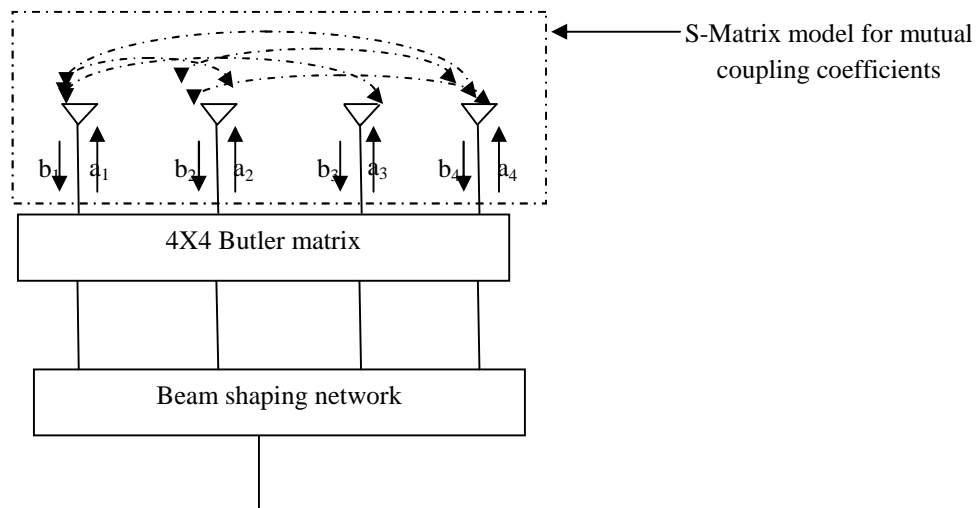 S-Matrix model for mutual
coupling coefficients
b₁ a₁ b₂ a₂ b₃ a₃ b₄ a₄
4X4 Butler matrix
Beam shaping network